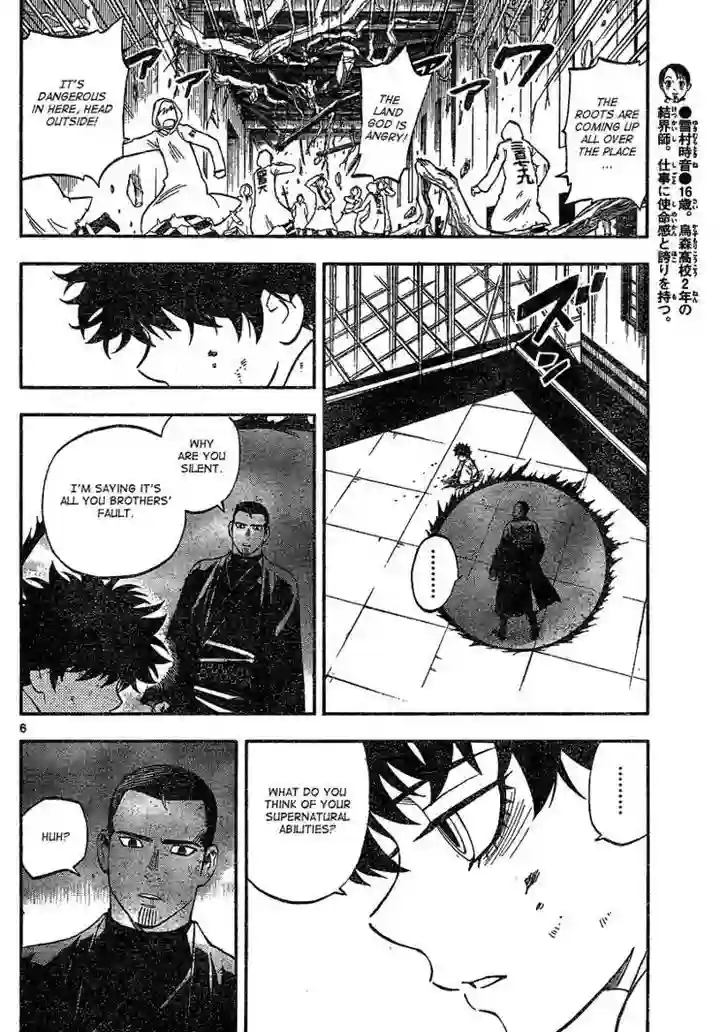 ●雪村時音●16歳。烏森高校2年の
結界師。仕事に使命感と誇りを持つ。
THE
ROOTS ARE
COMING UP
ALL OVER
THE
PLACE ...
THE
LAND
GOD IS
ANGRY!
IT'S
DANGEROUS
IN HERE, HEAD
OUTSIDE!
.........
WHY
ARE YOU
SILENT.
I'M SAYING IT'S
ALL YOU BROTHERS'
FAULT.
6
.........
WHAT DO YOU
THINK OF YOUR
SUPERNATURAL
ABILITIES?
HUH?